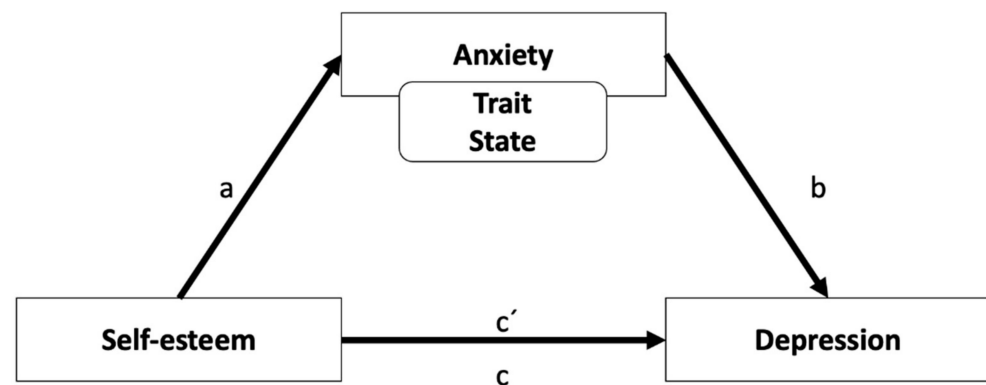 Anxiety
Trait
State
a
b
Self-esteem
c´
c
Depression